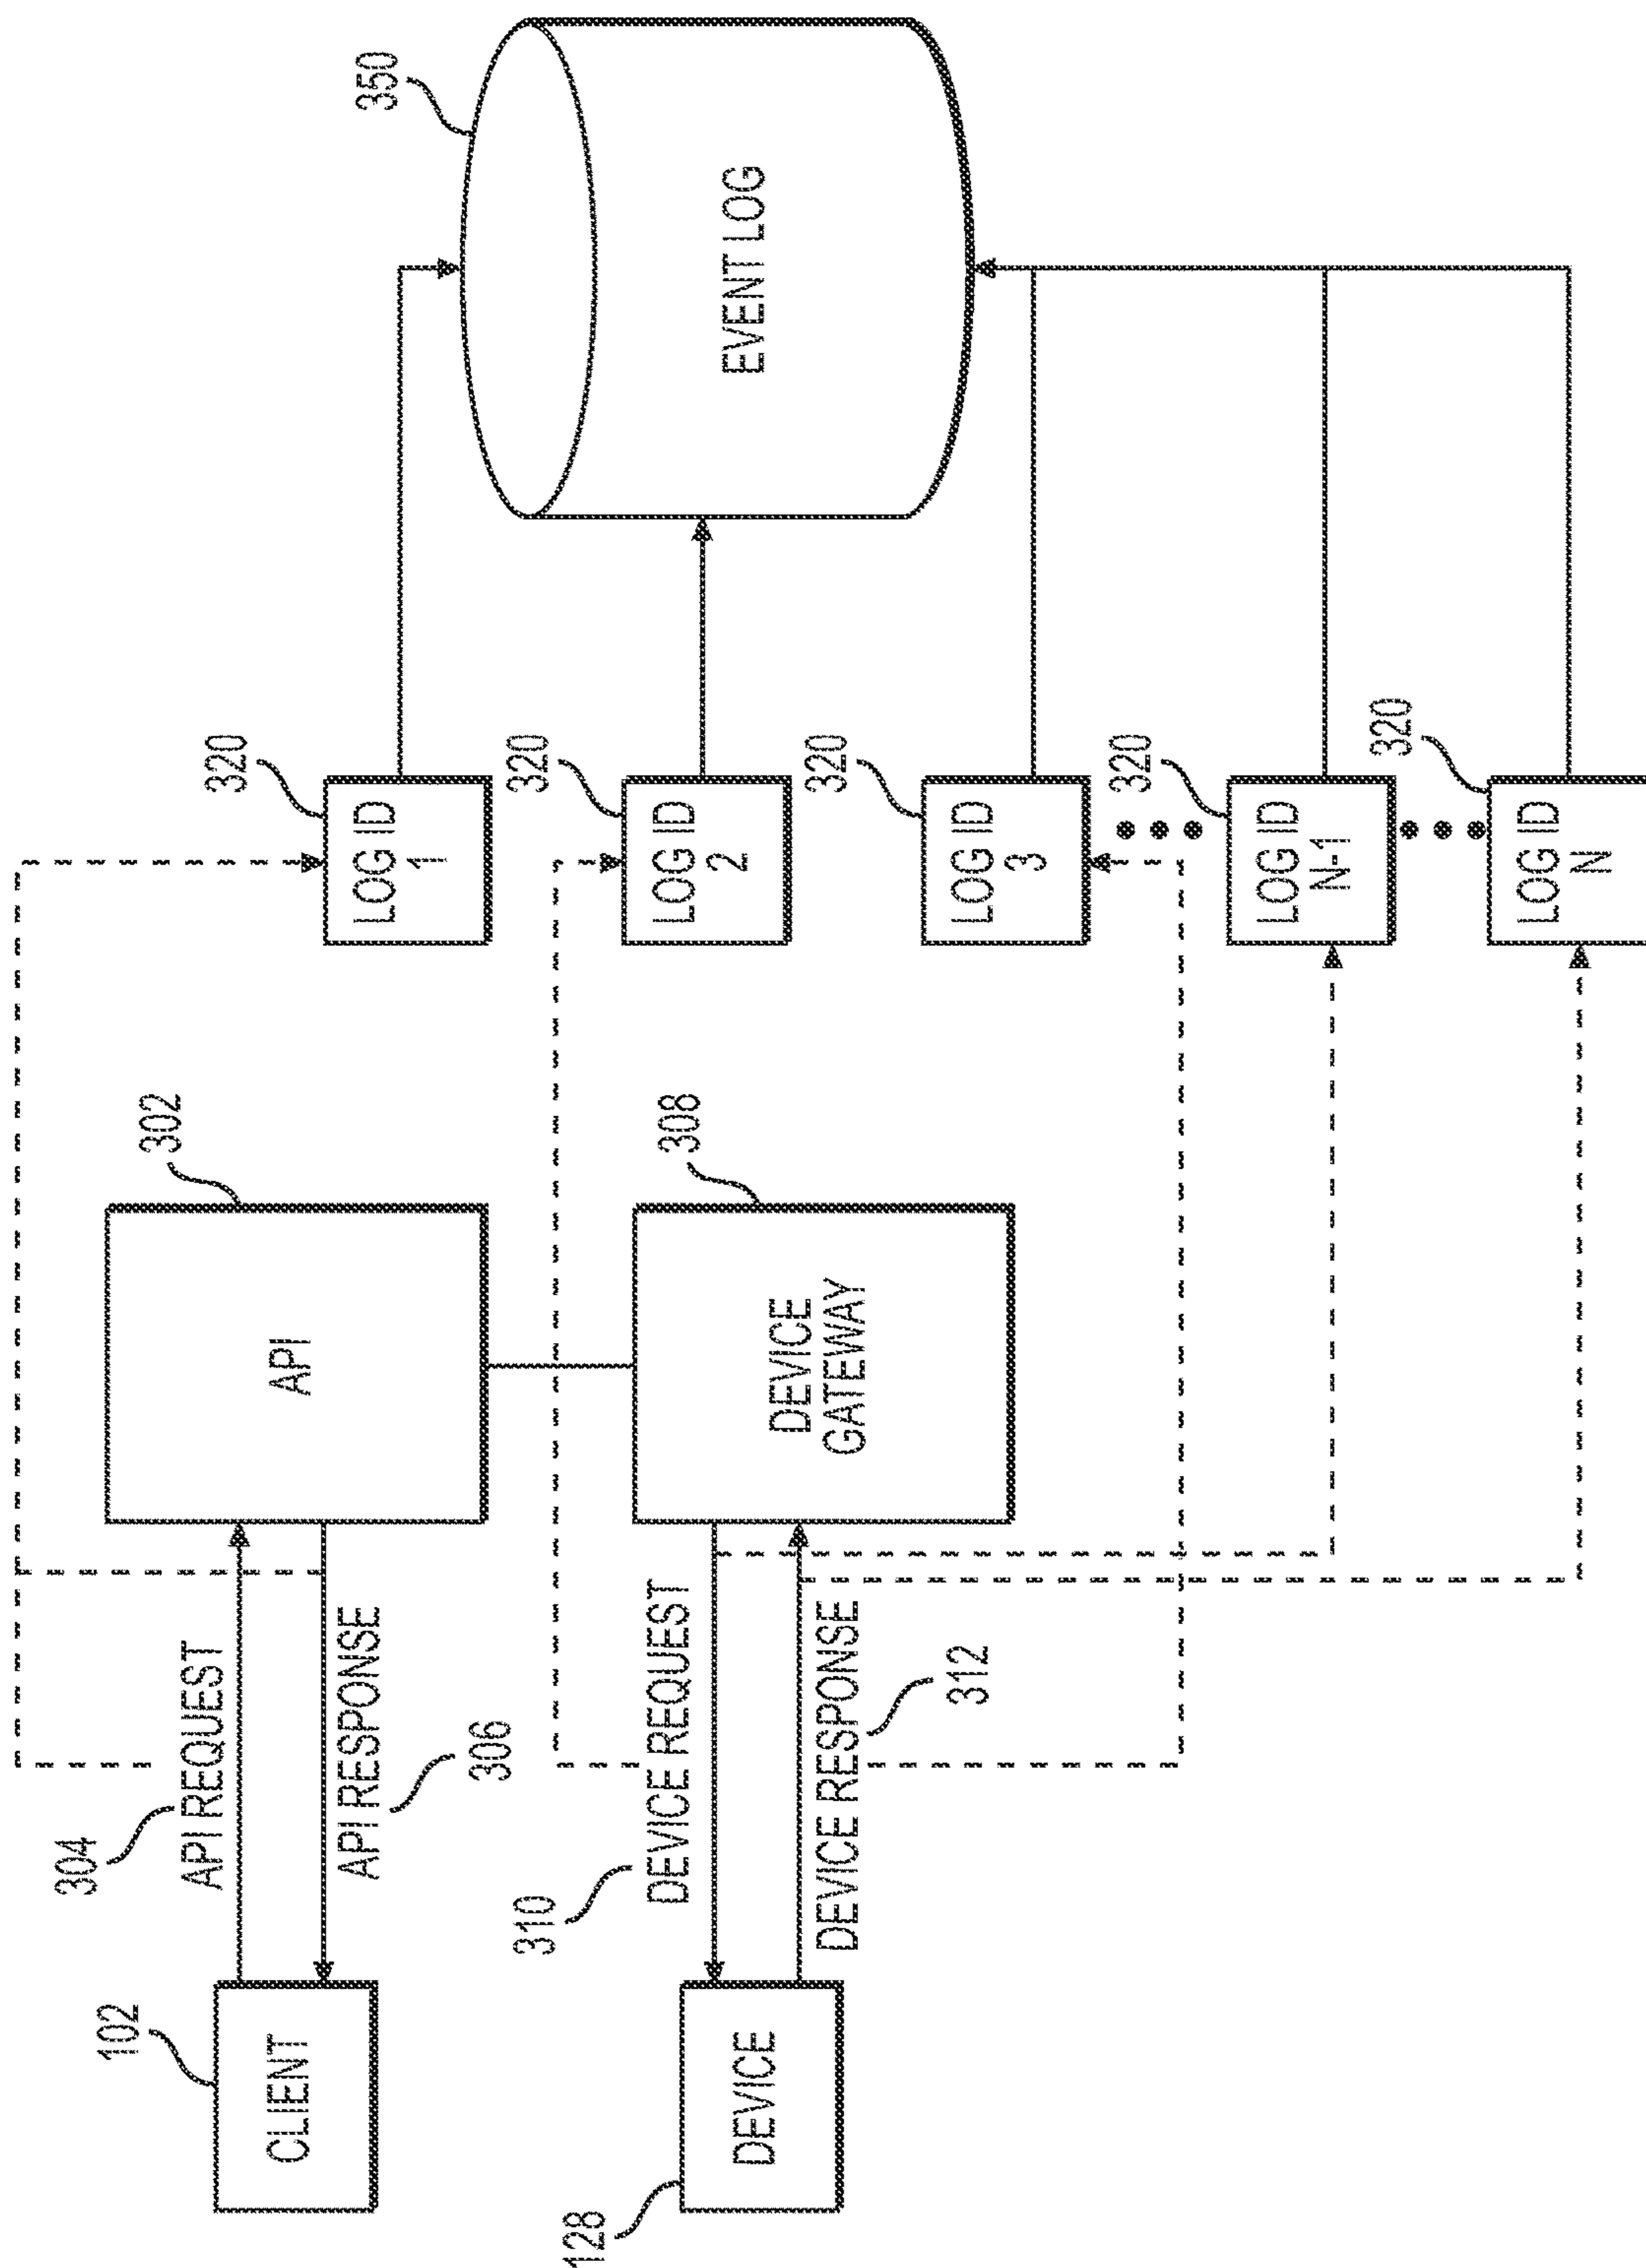 304
API REQUEST
302
320
350
102
CLIENT
API RESPONSE
306
API
LOG ID
1
310
DEVICE REQUEST
308
320
LOG ID
2
EVENT LOG
128
DEVICE
DEVICE RESPONSE
312
DEVICE
GATEWAY
320
LOG ID
3
320
LOG ID
N-1
320
LOG ID
N